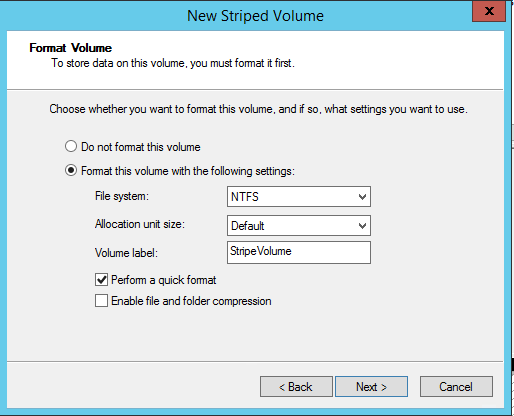 New Striped Volume
x
Format Volume
To store data on this volume, you must format it first.
Choose whether you want to format this volume, and if so, what settings you want to use.
Do not format this volume
Format this volume with the following settings:
File system: NTFS
Allocation unit size: Default
Volume label: StripeVolume
Perform a quick format
Enable file and folder compression
< Back Next > Cancel